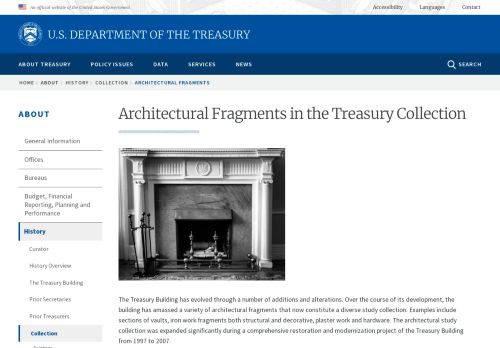 An official website of the United States Government
Accessibility Languages Contact
U.S. DEPARTMENT OF THE TREASURY
ABOUT TREASURY POLICY ISSUES DATA SERVICES NEWS SEARCH
HOME › ABOUT › HISTORY › COLLECTION › ARCHITECTURAL FRAGMENTS
ABOUT
General Information
Offices
Bureaus
Budget, Financial
Reporting, Planning and
Performance
History
Curator
History Overview
The Treasury Building
Prior Secretaries
Prior Treasurers
Collection
Architectural Fragments in the Treasury Collection
The Treasury Building has evolved through a number of additions and alterations. Over the course of its development, the
building has amassed a variety of architectural fragments that now constitute a diverse study collection. Examples include
sections of vaults, iron work fragments both structural and decorative, plaster work and hardware. The architectural study
collection was expanded significantly during a comprehensive restoration and modernization project of the Treasury Building
from 1997 to 2007.